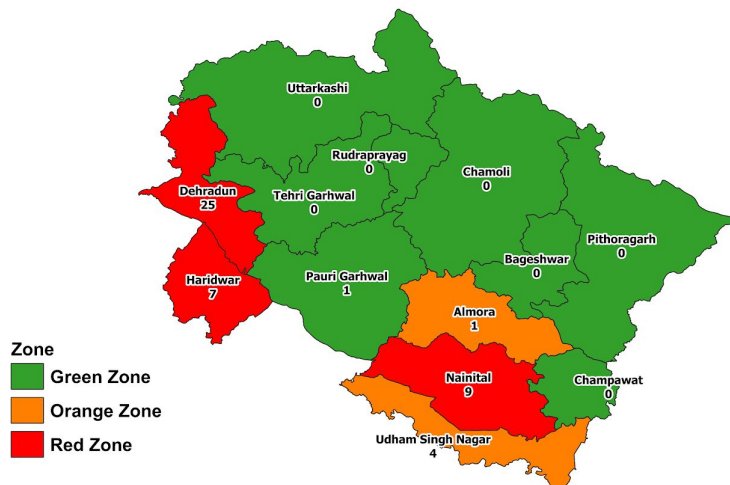 Uttarkashi
0
Rudraprayag
0
Chamoli
0
Dehradun
25
Tehri Garhwal
0
Pithoragarh
0
Bageshwar
0
Haridwar
7
Pauri Garhwal
1
Almora
1
Nainital
9
Champawat
0
Udham Singh Nagar
4
Zone
Green Zone
Orange Zone
Red Zone